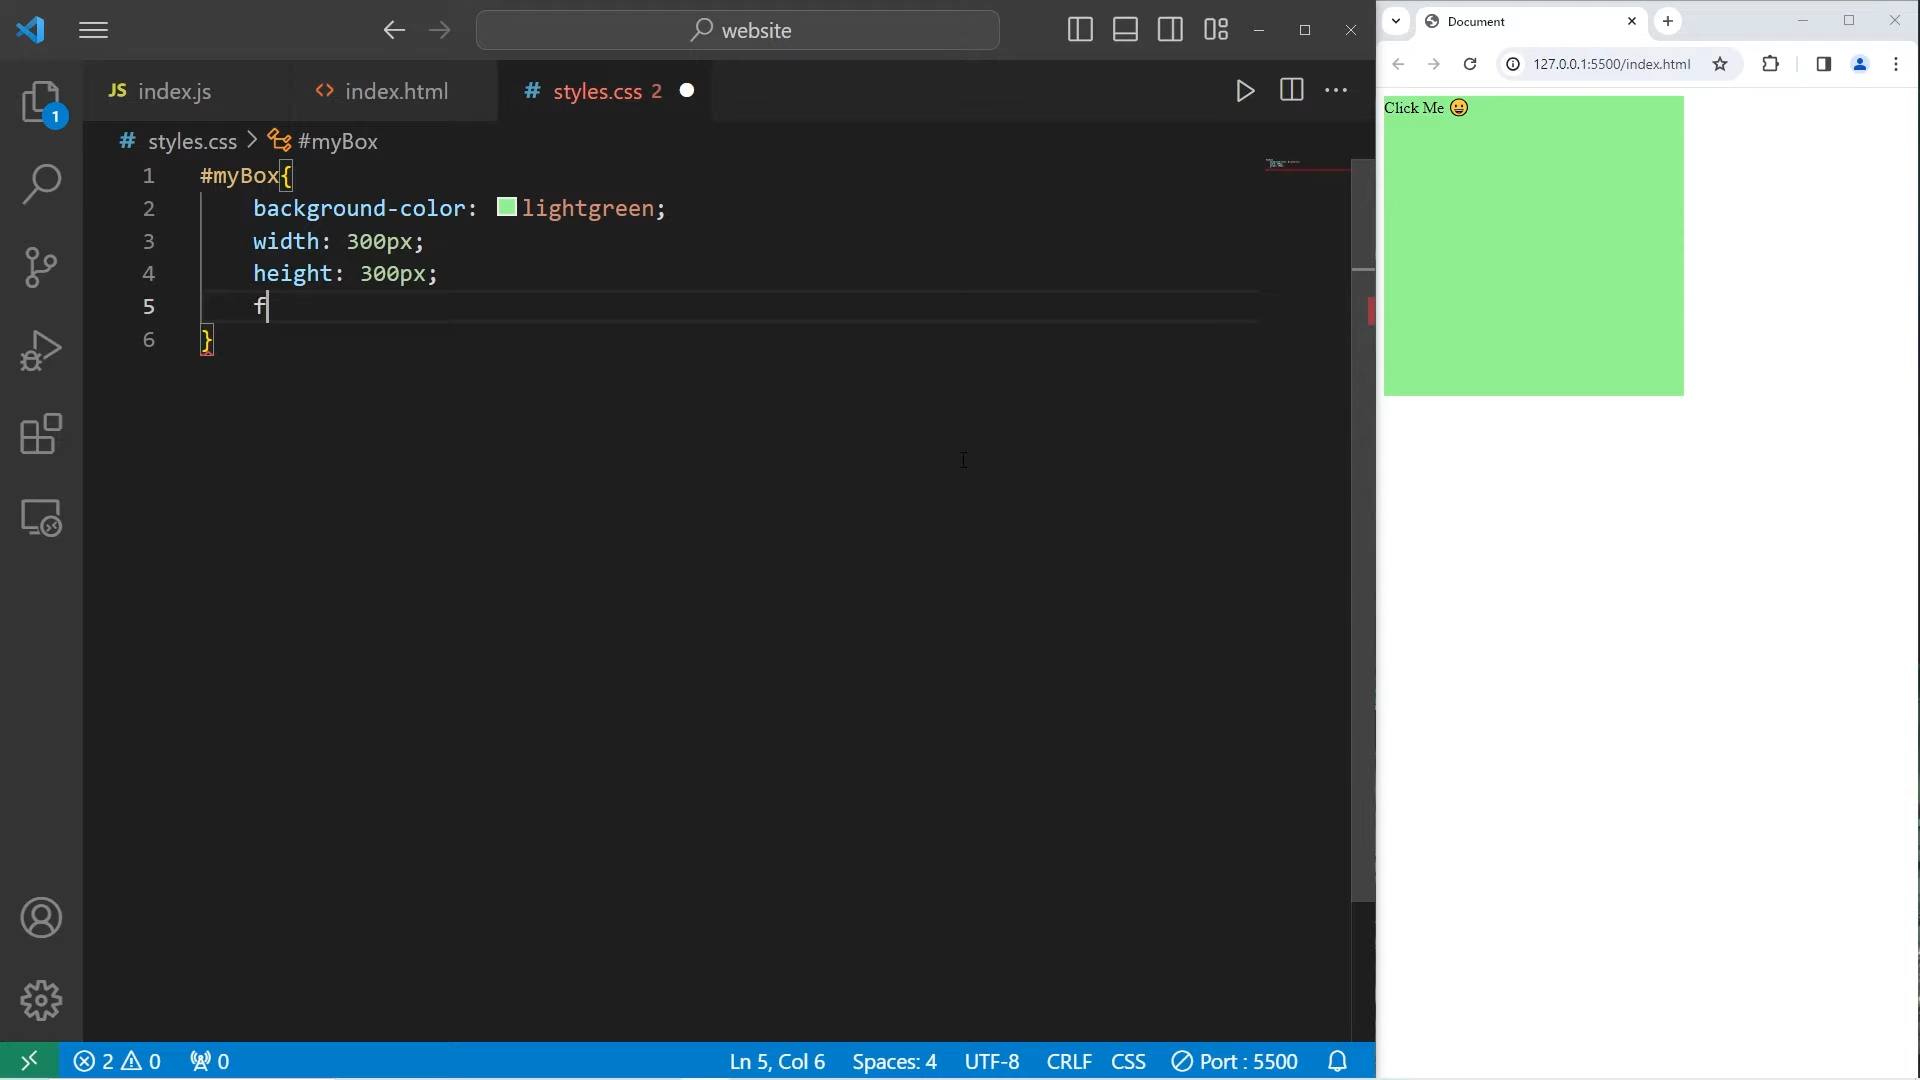 website
JS index.js
<> index.html
# styles.css 2
# styles.css > #myBox
1 #myBox{
2 background-color: lightgreen;
3 width: 300px;
4 height: 300px;
5 f
6 }
1
2 0
0
Ln 5, Col 6
Spaces: 4
UTF-8
CRLF
CSS
Port : 5500
Document
127.0.0.1:5500/index.html
Click Me 😀